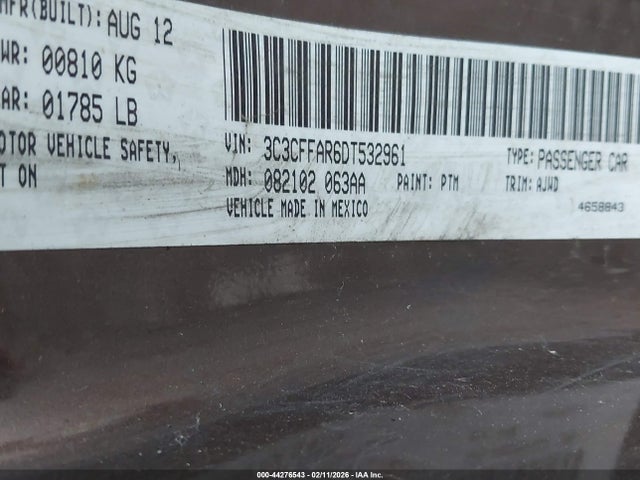 MFR(BUILT): AUG 12
WR: 00810 KG
AR: 01785 LB
OTOR VEHICLE SAFETY,
T ON
VIN: 3C3CFFAR6DT532961
TYPE: PASSENGER CAR
MDH: 082102 063AA
PAINT: PTM
TRIM: AJWD
VEHICLE MADE IN MEXICO
4658843
000-44276543 - 02/11/2026 - IAA Inc.